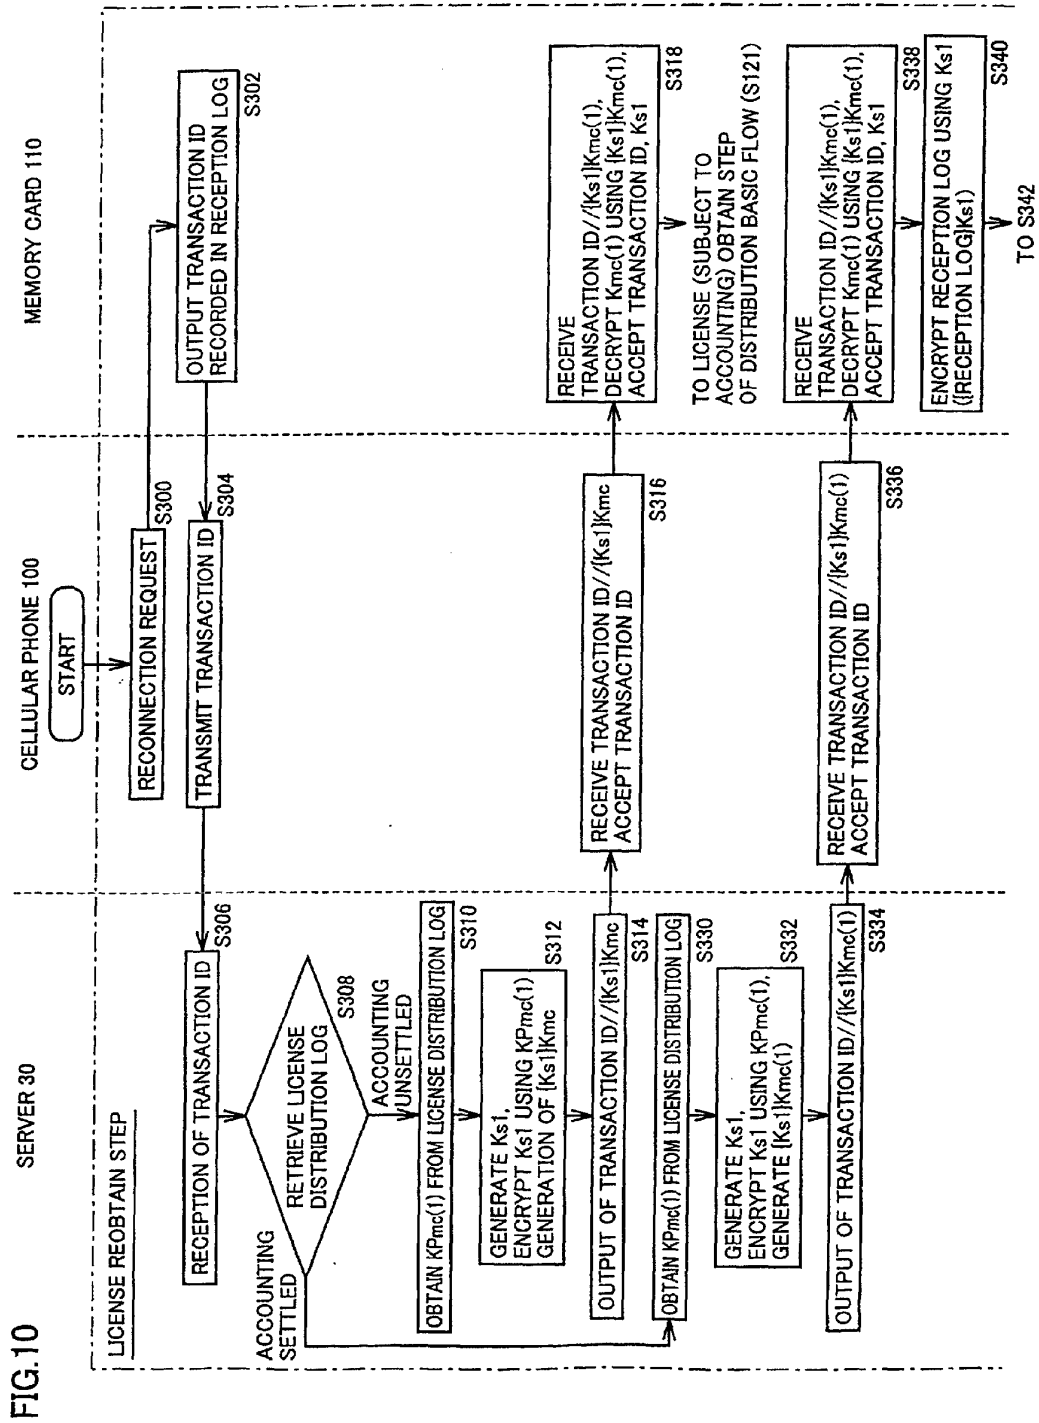 FIG.10
SERVER 30
CELLULAR PHONE 100
MEMORY CARD 110
LICENSE REOBTAIN STEP
START
RECONNECTION REQUEST
S300
OUTPUT TRANSACTION ID
RECORDED IN RECEPTION LOG
S302
TRANSMIT TRANSACTION ID
S304
RECEPTION OF TRANSACTION ID
S306
RETRIEVE LICENSE
DISTRIBUTION LOG
S308
ACCOUNTING
SETTLED
ACCOUNTING
UNSETTLED
OBTAIN KPmc(1) FROM LICENSE DISTRIBUTION LOG
S310
GENERATE Ks1,
ENCRYPT Ks1 USING KPmc(1)
GENERATION OF {Ks1}Kmc
S312
OUTPUT OF TRANSACTION ID//{Ks1}Kmc
S314
RECEIVE TRANSACTION ID//{Ks1}Kmc
ACCEPT TRANSACTION ID
S316
RECEIVE
TRANSACTION ID//{Ks1}Kmc(1),
DECRYPT Kmc(1) USING {Ks1}Kmc(1),
ACCEPT TRANSACTION ID, Ks1
S318
TO LICENSE (SUBJECT TO
ACCOUNTING) OBTAIN STEP
OF DISTRIBUTION BASIC FLOW (S121)
OBTAIN KPmc(1) FROM LICENSE DISTRIBUTION LOG
S330
GENERATE Ks1,
ENCRYPT Ks1 USING KPmc(1),
GENERATE {Ks1}Kmc(1)
S332
OUTPUT OF TRANSACTION ID//{Ks1}Kmc(1)
S334
RECEIVE TRANSACTION ID//{Ks1}Kmc(1)
ACCEPT TRANSACTION ID
S336
RECEIVE
TRANSACTION ID//{Ks1}Kmc(1),
DECRYPT Kmc(1) USING {Ks1}Kmc(1),
ACCEPT TRANSACTION ID, Ks1
S338
ENCRYPT RECEPTION LOG USING Ks1
({RECEPTION LOG}Ks1)
S340
TO S342